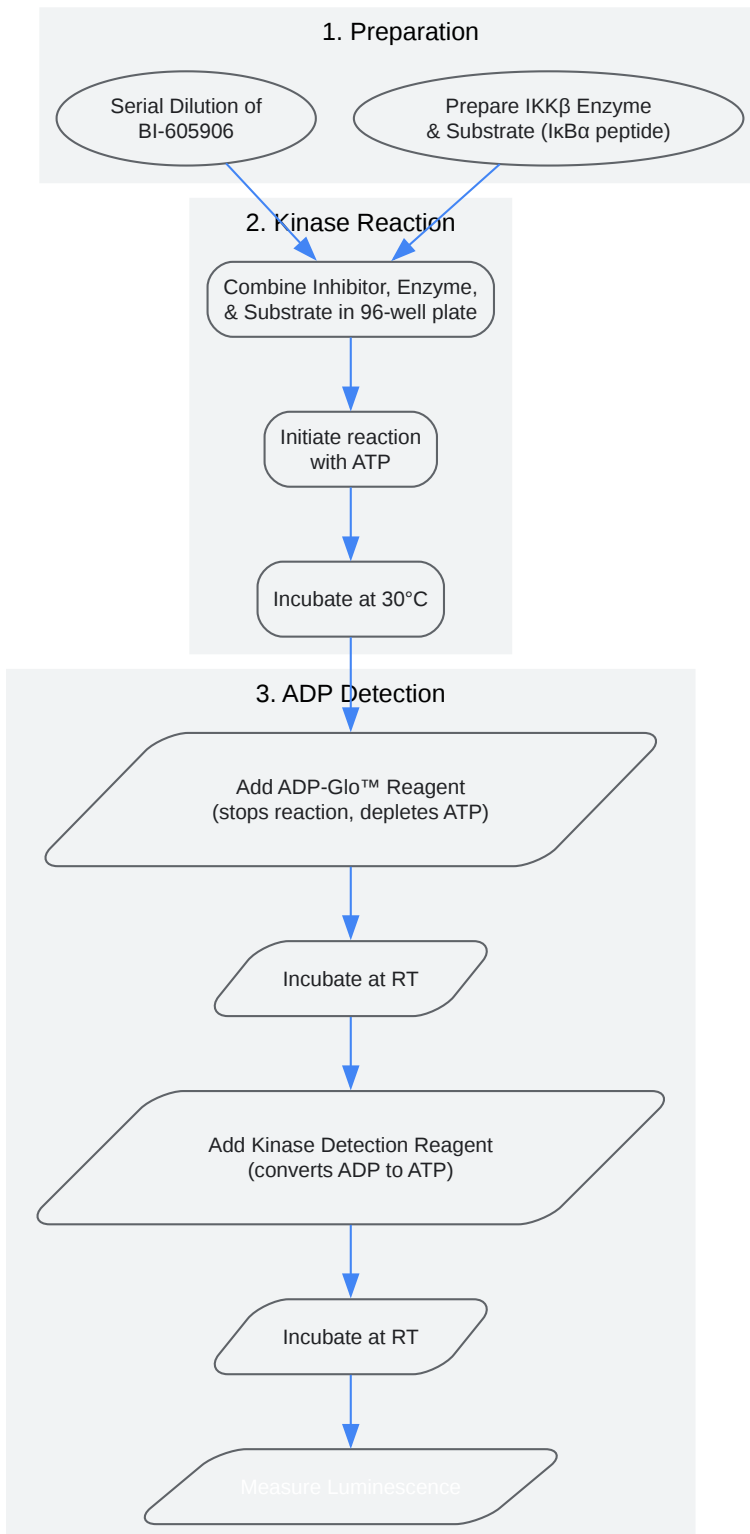 1. Preparation
Serial Dilution of
BI-605906
Prepare IKKβ Enzyme
& Substrate (IκBα peptide)
2. Kinase Reaction
Combine Inhibitor, Enzyme,
& Substrate in 96-well plate
Initiate reaction
with ATP
Incubate at 30°C
3. ADP Detection
Add ADP-Glo™ Reagent
(stops reaction, depletes ATP)
Incubate at RT
Add Kinase Detection Reagent
(converts ADP to ATP)
Incubate at RT
Measure Luminescence